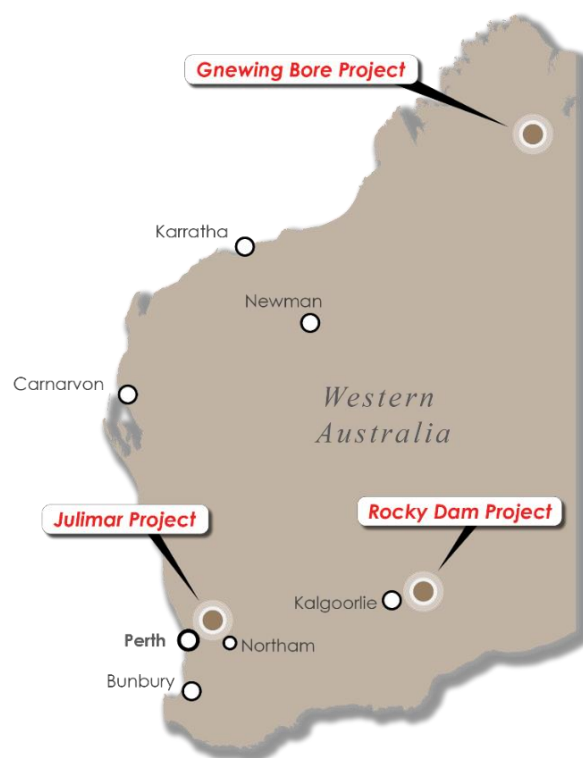 Gnewing Bore Project
Karratha
Newman
Carnarvon
Western
Australia
Julimar Project
Rocky Dam Project
Kalgoorlie
Perth
Northam
Bunbury